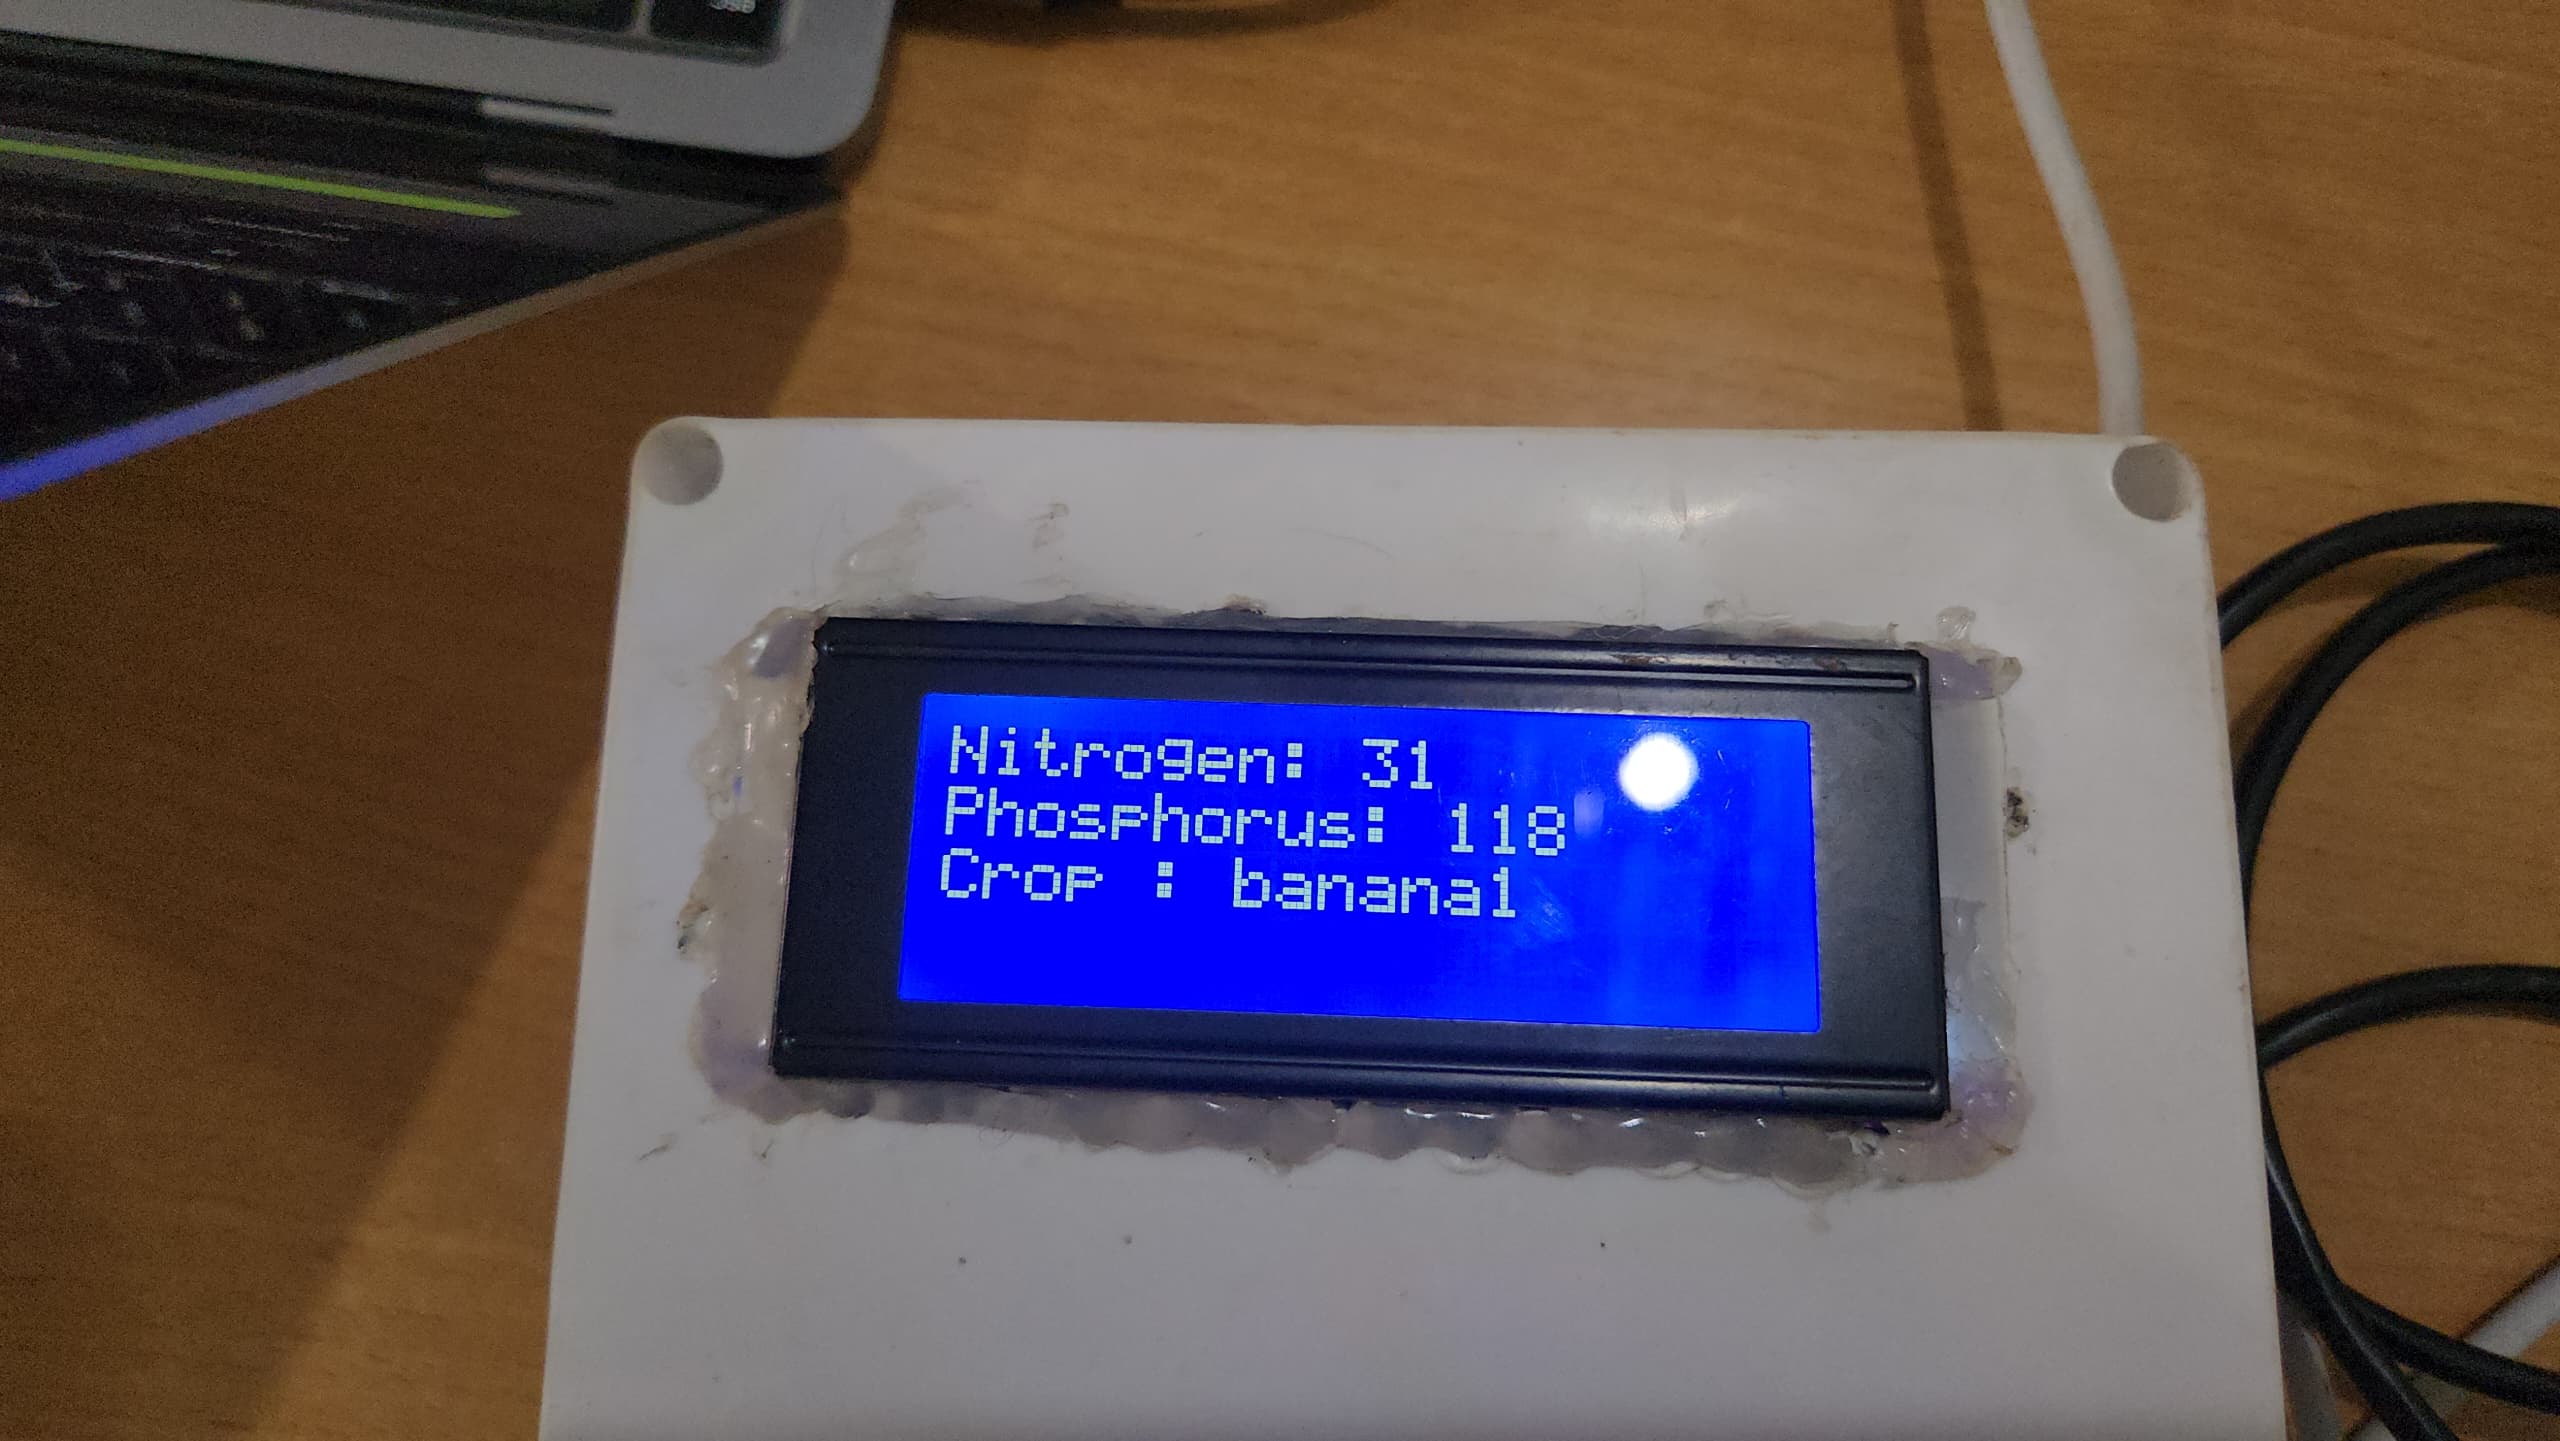 Nitrogen: 31
Phosphorus: 118
Crop : banana1